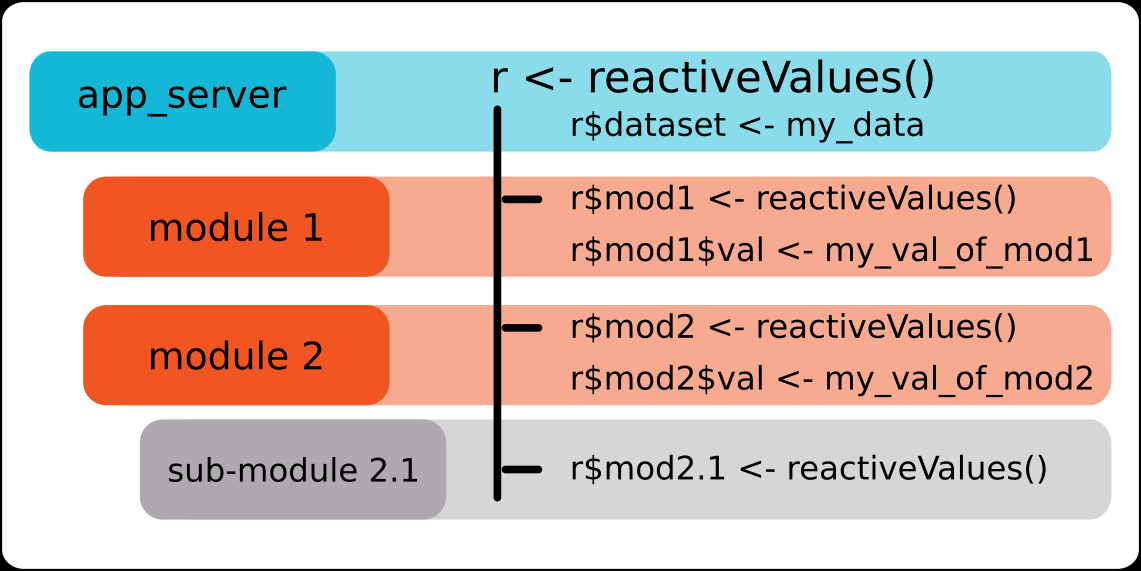 app_server
r <- reactiveValues()
r$dataset <- my_data
module 1
r$mod1 <- reactiveValues()
r$mod1$val <- my_val_of_mod1
module 2
r$mod2 <- reactiveValues()
r$mod2$val <- my_val_of_mod2
sub-module 2.1
r$mod2.1 <- reactiveValues()